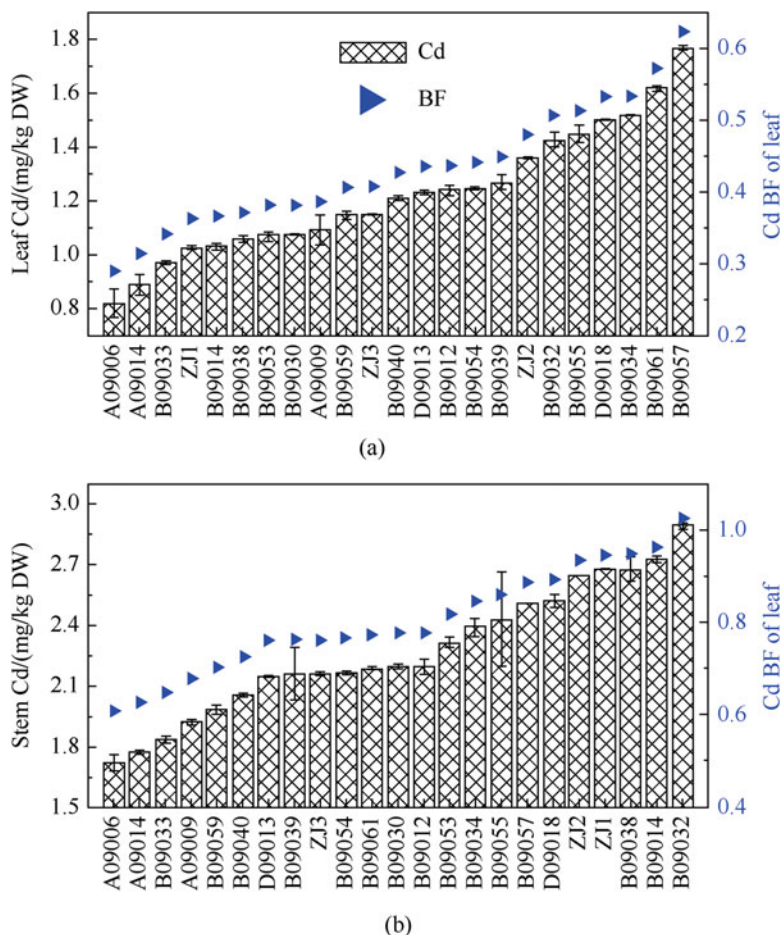 Cd
BF
Leaf Cd/(mg/kg DW)
1.8
1.6
1.4
1.2
1.0
0.8
0.6
0.5
0.4
0.3
0.2
Cd BF of leaf
A09006
A09014
B09033
ZJ1
B09014
B09038
B09053
B09030
A09009
B09059
ZJ3
B09040
D09013
B09012
B09054
B09039
ZJ2
B09032
B09055
D09018
B09034
B09061
B09057
(a)
Stem Cd/(mg/kg DW)
3.0
2.7
2.4
2.1
1.8
1.5
1.0
0.8
0.6
0.4
Cd BF of leaf
A09006
A09014
B09033
A09009
B09059
B09040
D09013
B09039
ZJ3
B09054
B09061
B09030
B09012
B09053
B09034
B09055
B09057
D09018
ZJ2
ZJ1
B09038
B09014
B09032
(b)